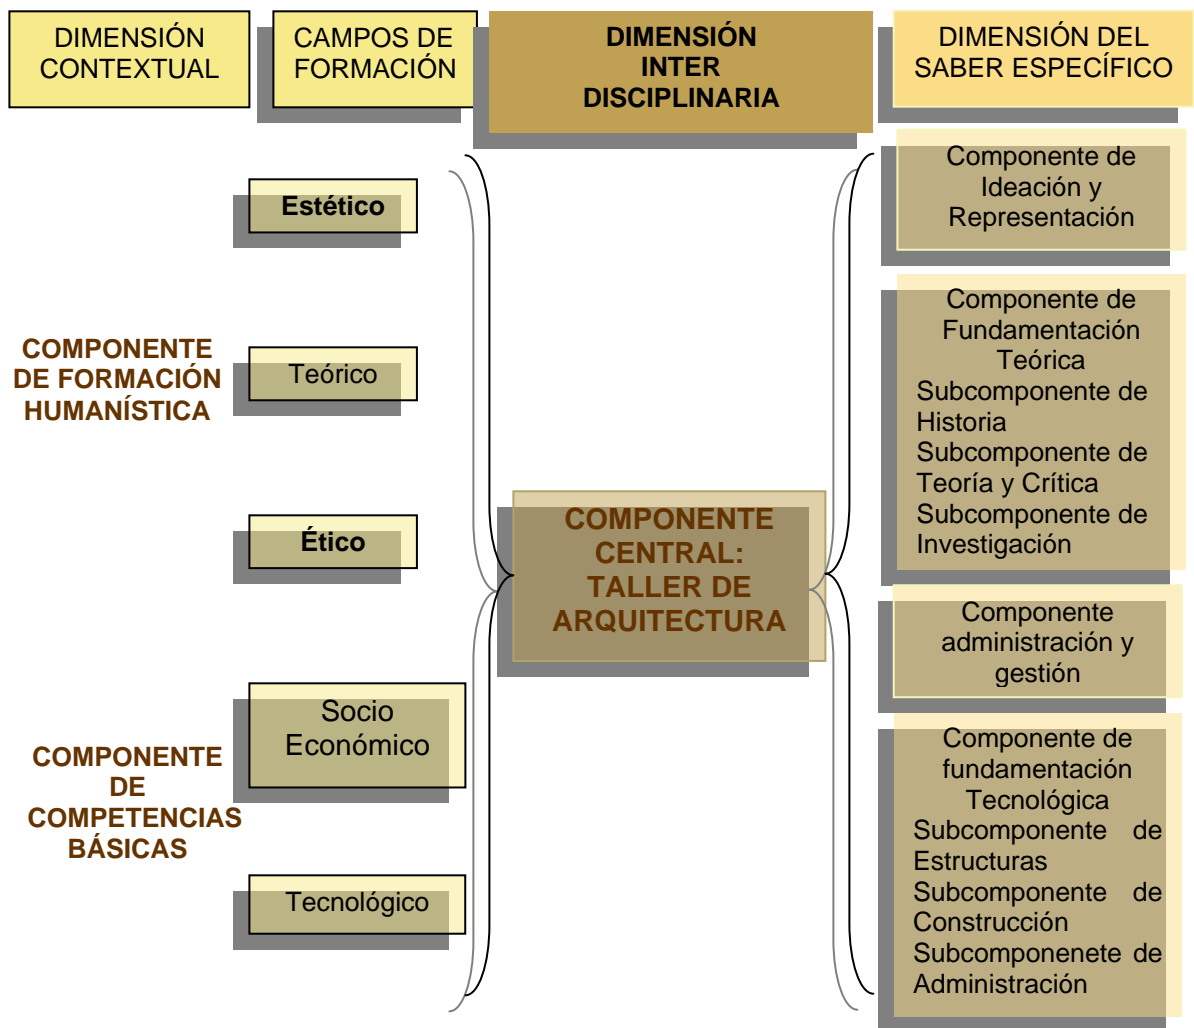 DIMENSIÓN
CONTEXTUAL
CAMPOS DE
FORMACIÓN
DIMENSIÓN
INTER
DISCIPLINARIA
DIMENSIÓN DEL
SABER ESPECÍFICO
COMPONENTE
DE FORMACIÓN
HUMANÍSTICA
COMPONENTE
DE
COMPETENCIAS
BÁSICAS
Estético
Teórico
Ético
Socio
Económico
Tecnológico
COMPONENTE
CENTRAL:
TALLER DE
ARQUITECTURA
Componente de
Ideación y
Representación
Componente de
Fundamentación
Teórica
Subcomponente de
Historia
Subcomponente de
Teoría y Crítica
Subcomponente de
Investigación
Componente
administración y
gestión
Componente de
fundamentación
Tecnológica
Subcomponente de
Estructuras
Subcomponente de
Construcción
Subcomponenete de
Administración